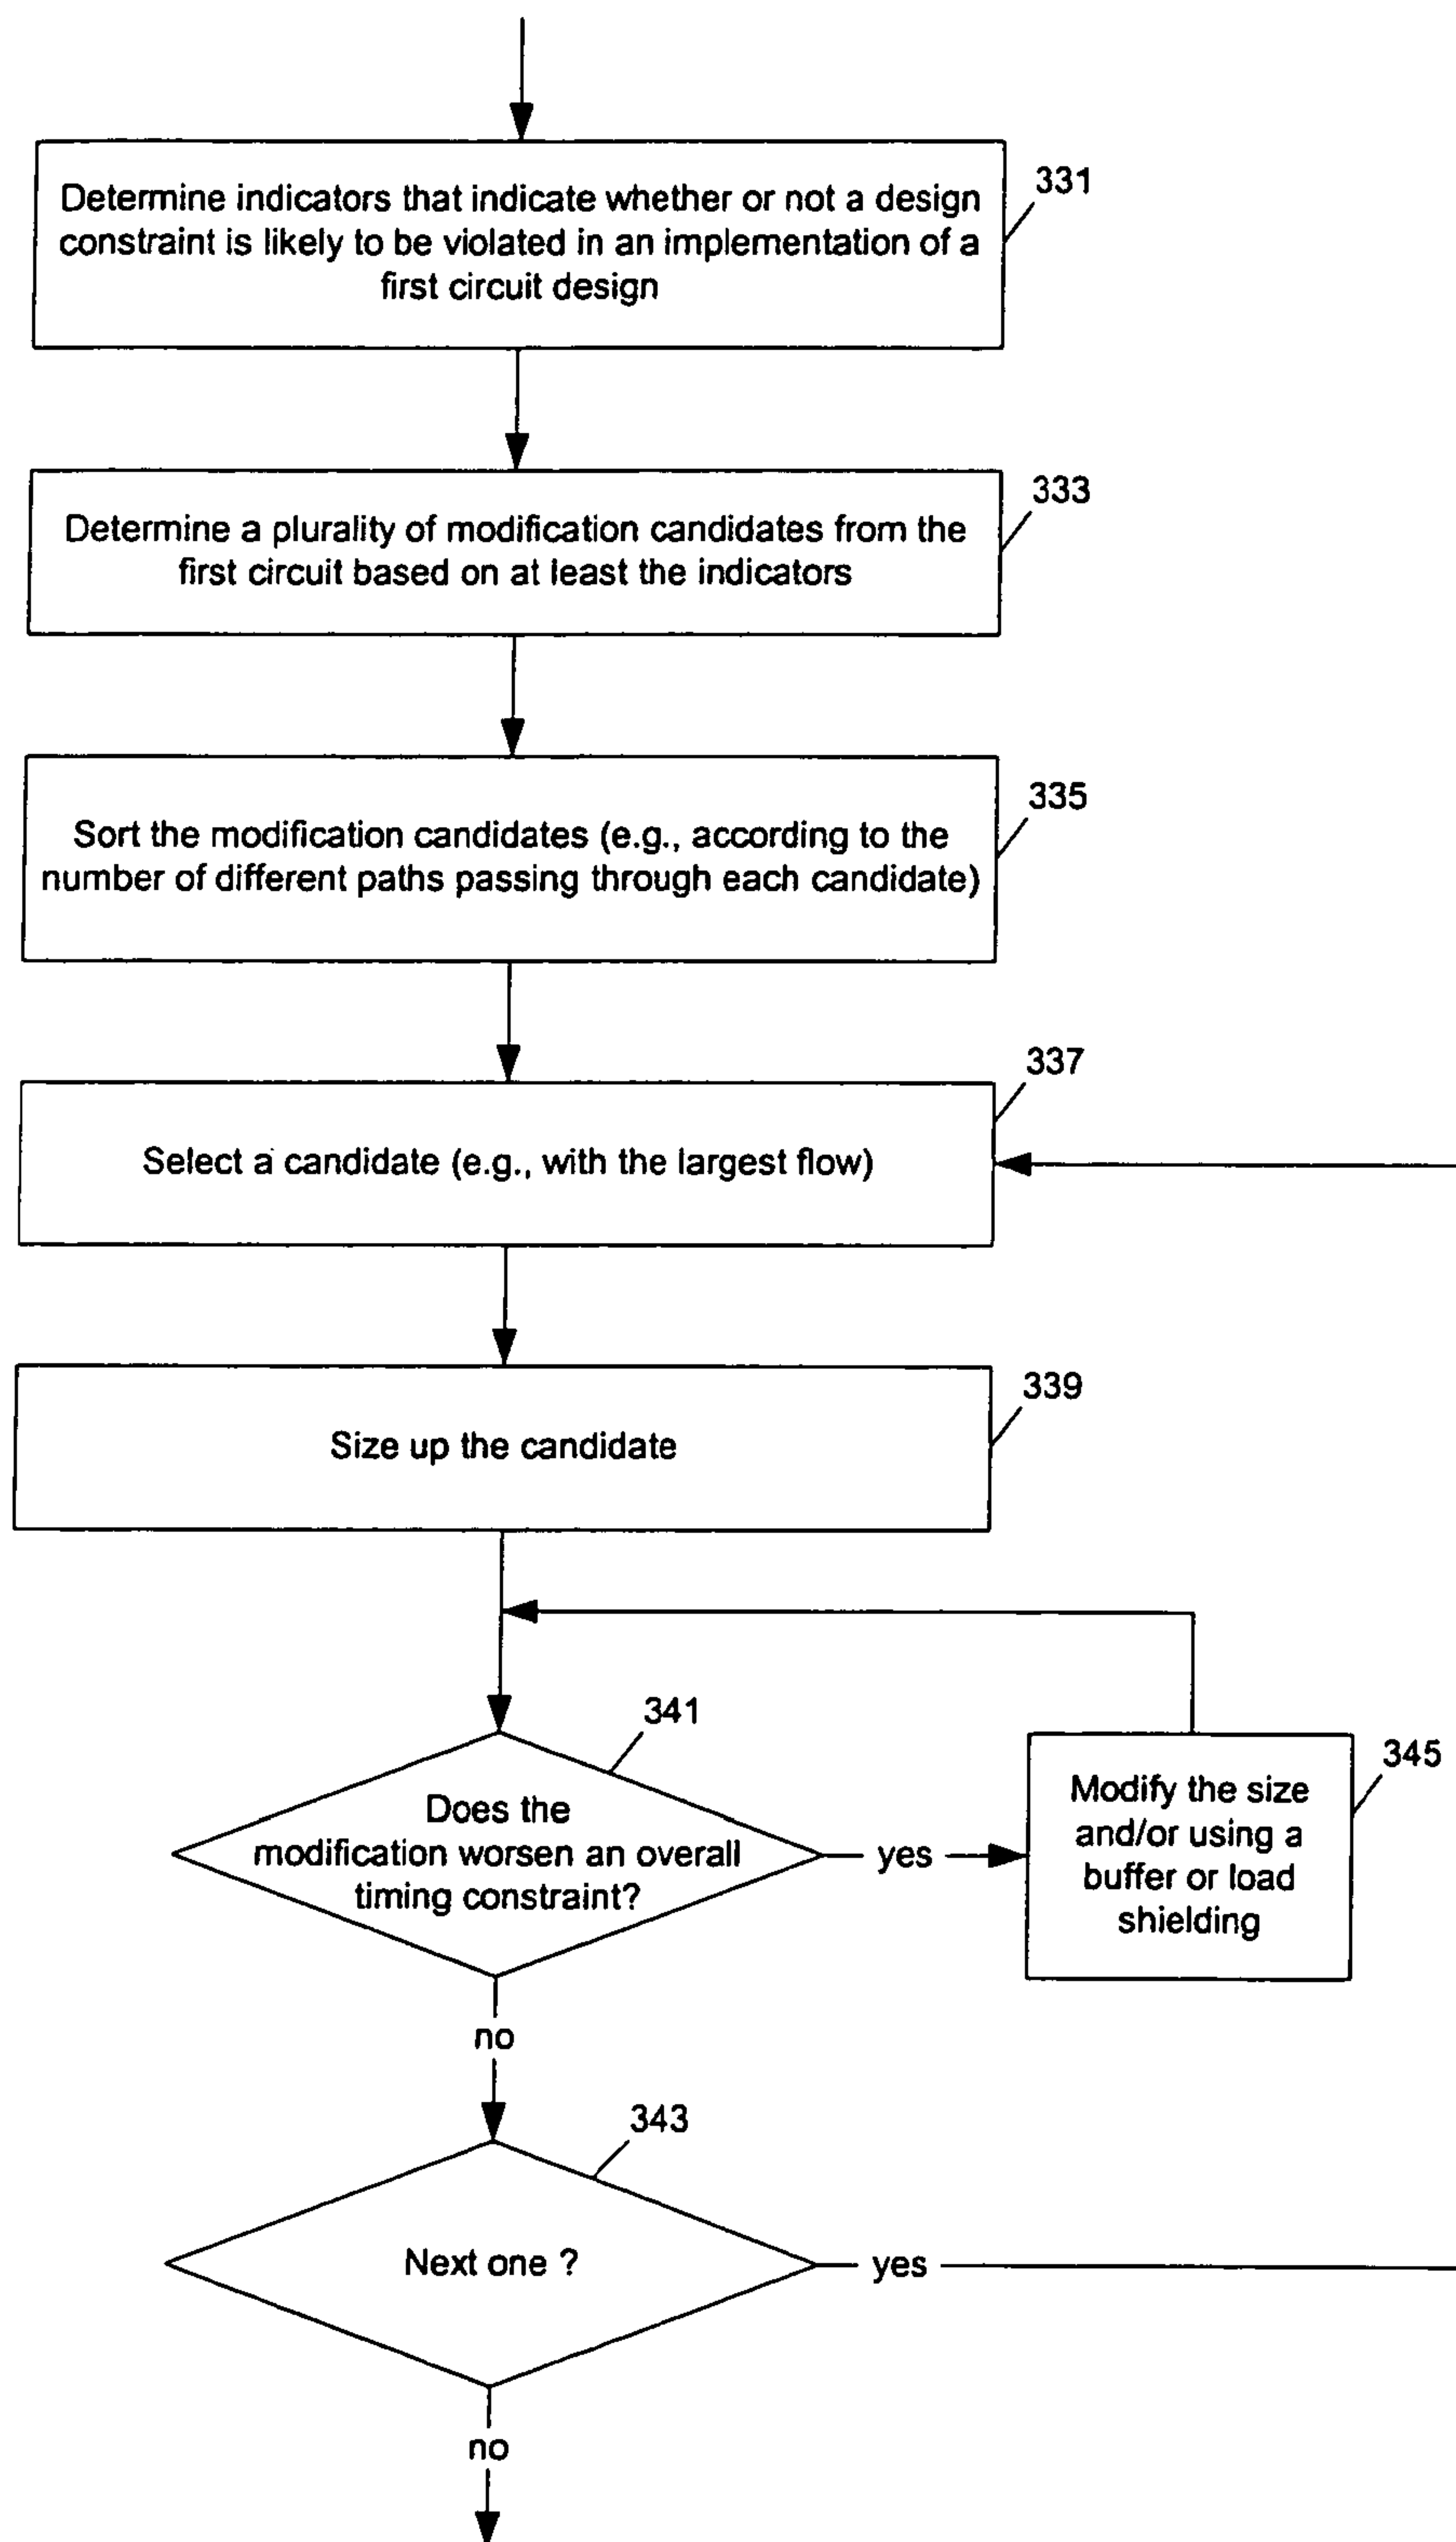 Determine indicators that indicate whether or not a design
constraint is likely to be violated in an implementation of a
first circuit design
331
Determine a plurality of modification candidates from the
first circuit based on at least the indicators
333
Sort the modification candidates (e.g., according to the
number of different paths passing through each candidate)
335
Select a candidate (e.g., with the largest flow)
337
Size up the candidate
339
341
Does the
modification worsen an overall
timing constraint?
yes
Modify the size
and/or using a
buffer or load
shielding
345
no
343
Next one ?
yes
no